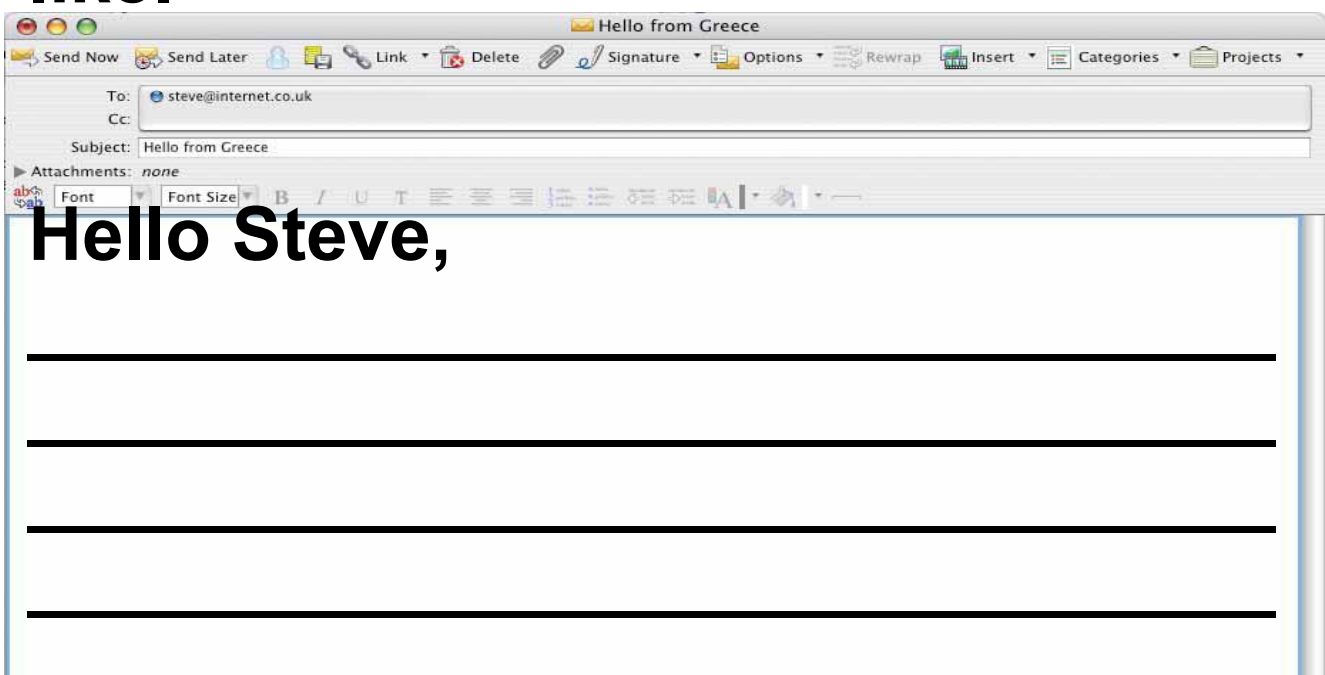 Hello from Greece
Send Now Send Later Link Delete Signature Options Rewrap Insert Categories Projects
To: steve@internet.co.uk
Cc:
Subject: Hello from Greece
Attachments: none
Font Font Size B I U T
Hello Steve,